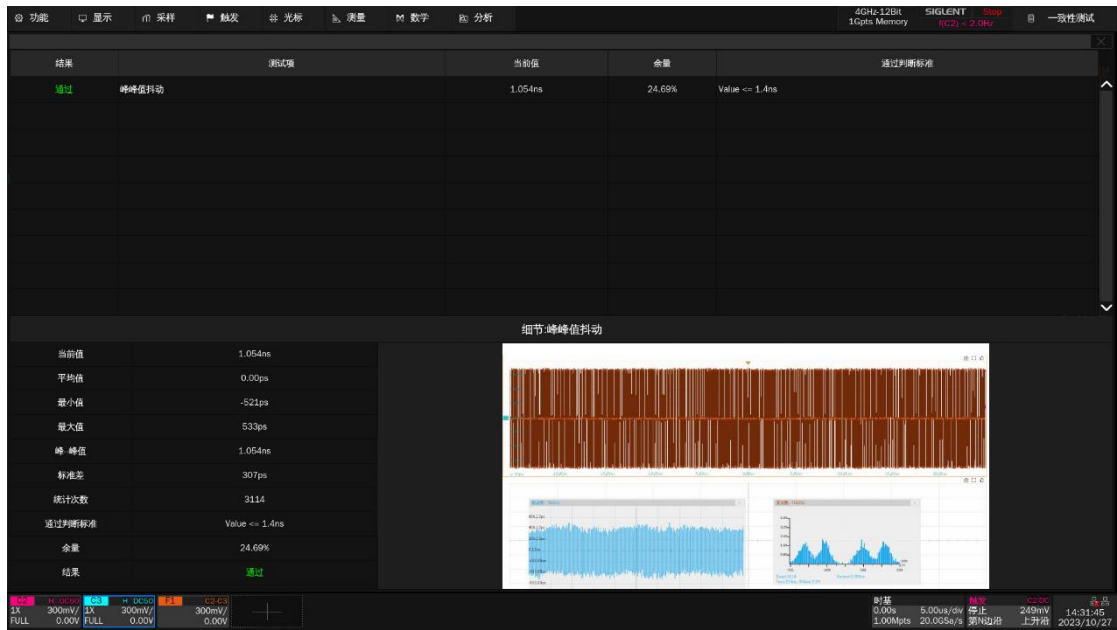 功能 显示 采样 触发 光标 测量 数学 分析 4GHz-12Bit SIGLENT Stop 一致性测试
1Gpts Memory f(C2) < 2.0Hz
结果 测试项 当前值 余量 通过判断标准
通过 峰峰值抖动 1.054ns 24.69% Value <= 1.4ns
细节:峰峰值抖动
当前值 1.054ns
平均值 0.00ps
最小值 -521ps
最大值 533ps
峰-峰值 1.054ns
标准差 307ps
统计次数 3114
通过判断标准 Value <= 1.4ns
余量 24.69%
结果 通过
C2 H DC50 C3 H DC50 F1 C2-C3 时基 触发 C2 DC
1X 300mV/ 1X 300mV/ 300mV/ 0.00s 5.00us/div 停止 249mV 14:31:45
FULL 0.00V FULL 0.00V 0.00V 1.00Mpts 20.0GSa/s 第N边沿 上升沿 2023/10/27